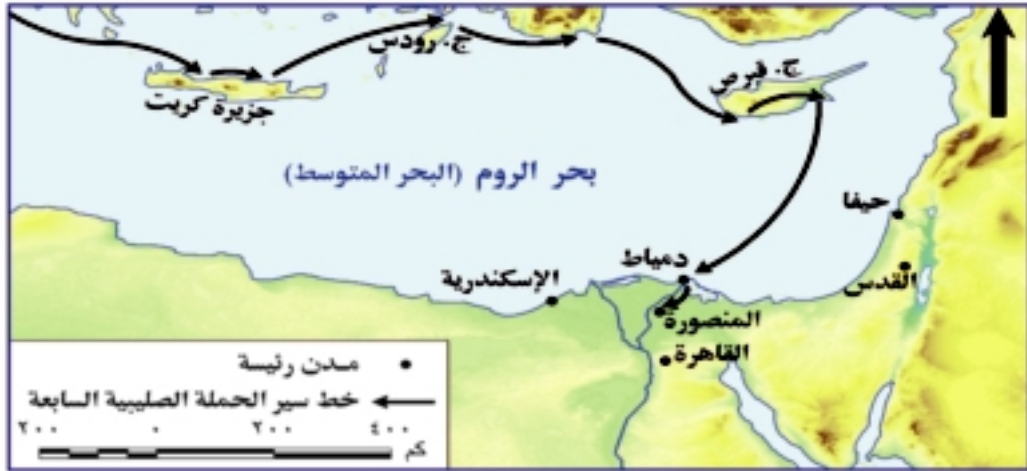 ج. رودس
ج. قبرص
جزيرة كريت
بحر الروم (البحر المتوسط)
حيفا
القدس
دمياط
الإسكندرية
المنصورة
القاهرة
مدن رئيسة
خط سير الحملة الصليبية السابعة
٢٠٠ ٠ ٢٠٠ ٤٠٠ كم